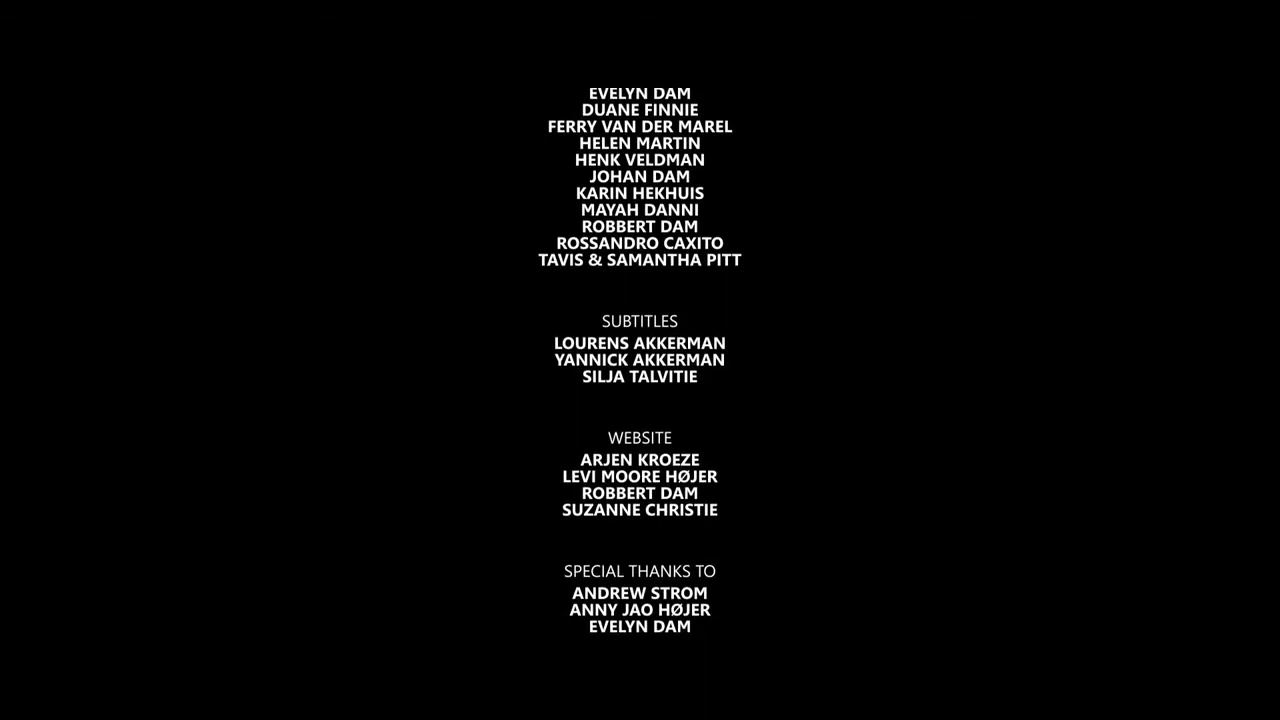 EVELYN DAM
DUANE FINNIE
FERRY VAN DER MAREL
HELEN MARTIN
HENK VELDMAN
JOHAN DAM
KARIN HEKHUIS
MAYAH DANNI
ROBBERT DAM
ROSSANDRO CAXITO
TAVIS & SAMANTHA PITT
SUBTITLES
LOURENS AKKERMAN
YANNICK AKKERMAN
SILJA TALVITIE
WEBSITE
ARJEN KROEZE
LEVI MOORE HØJER
ROBBERT DAM
SUZANNE CHRISTIE
SPECIAL THANKS TO
ANDREW STROM
ANNY JAO HØJER
EVELYN DAM